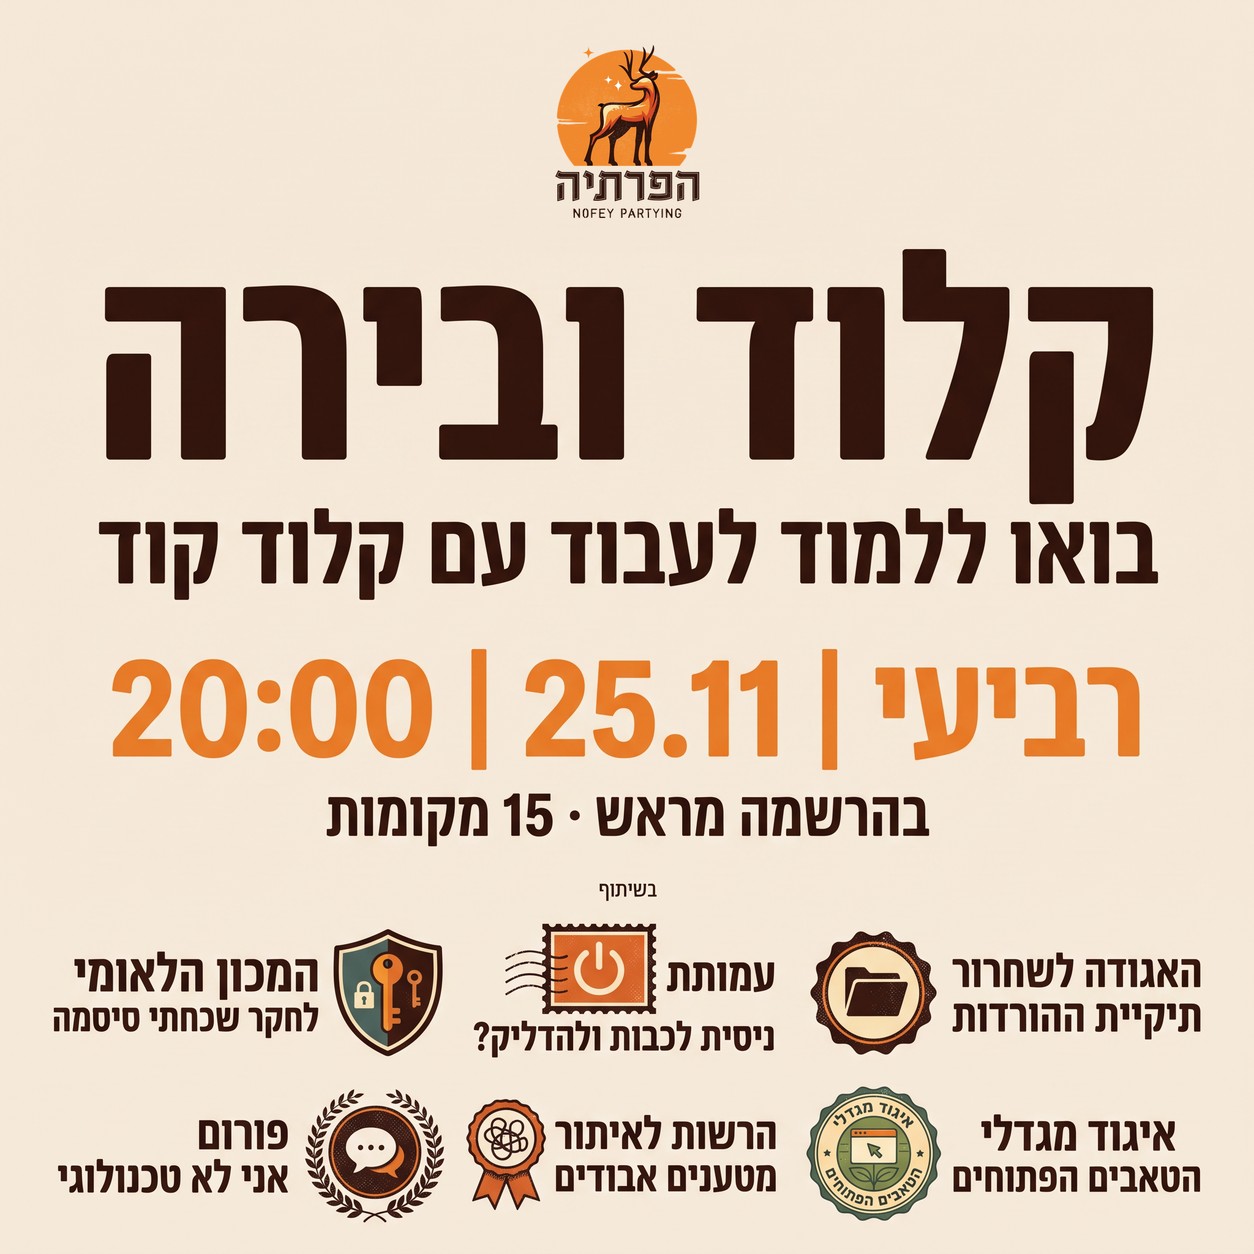 הפרתיה
NOFEY PARTYING
קלוד ובירה
בואו ללמוד לעבוד עם קלוד קוד
רביעי | 25.11 | 20:00
בהרשמה מראש · 15 מקומות
בשיתוף
האגודה לשחרור
תיקיית ההורדות
עמותת
ניסית לכבות ולהדליק?
המכון הלאומי
לחקר שכחתי סיסמה
איגוד מגדלי
הטאבים הפתוחים
איגוד מגדלי
הטאבים הפתוחים
הרשות לאיתור
מטענים אבודים
פורום
אני לא טכנולוגי